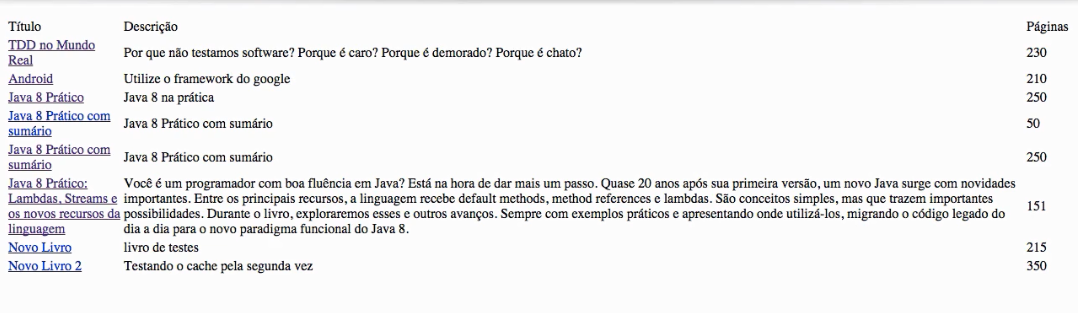 Título Descrição Páginas
TDD no Mundo
Real
Por que não testamos software? Porque é caro? Porque é demorado? Porque é chato? 230
Android Utilize o framework do google 210
Java 8 Prático Java 8 na prática 250
Java 8 Prático com
sumário
Java 8 Prático com sumário 50
Java 8 Prático com
sumário
Java 8 Prático com sumário 250
Java 8 Prático:
Lambdas, Streams e
os novos recursos da
linguagem
Você é um programador com boa fluência em Java? Está na hora de dar mais um passo. Quase 20 anos após sua primeira versão, um novo Java surge com novidades
importantes. Entre os principais recursos, a linguagem recebe default methods, method references e lambdas. São conceitos simples, mas que trazem importantes
possibilidades. Durante o livro, exploraremos esses e outros avanços. Sempre com exemplos práticos e apresentando onde utilizá-los, migrando o código legado do
dia a dia para o novo paradigma funcional do Java 8.
151
Novo Livro livro de testes 215
Novo Livro 2 Testando o cache pela segunda vez 350